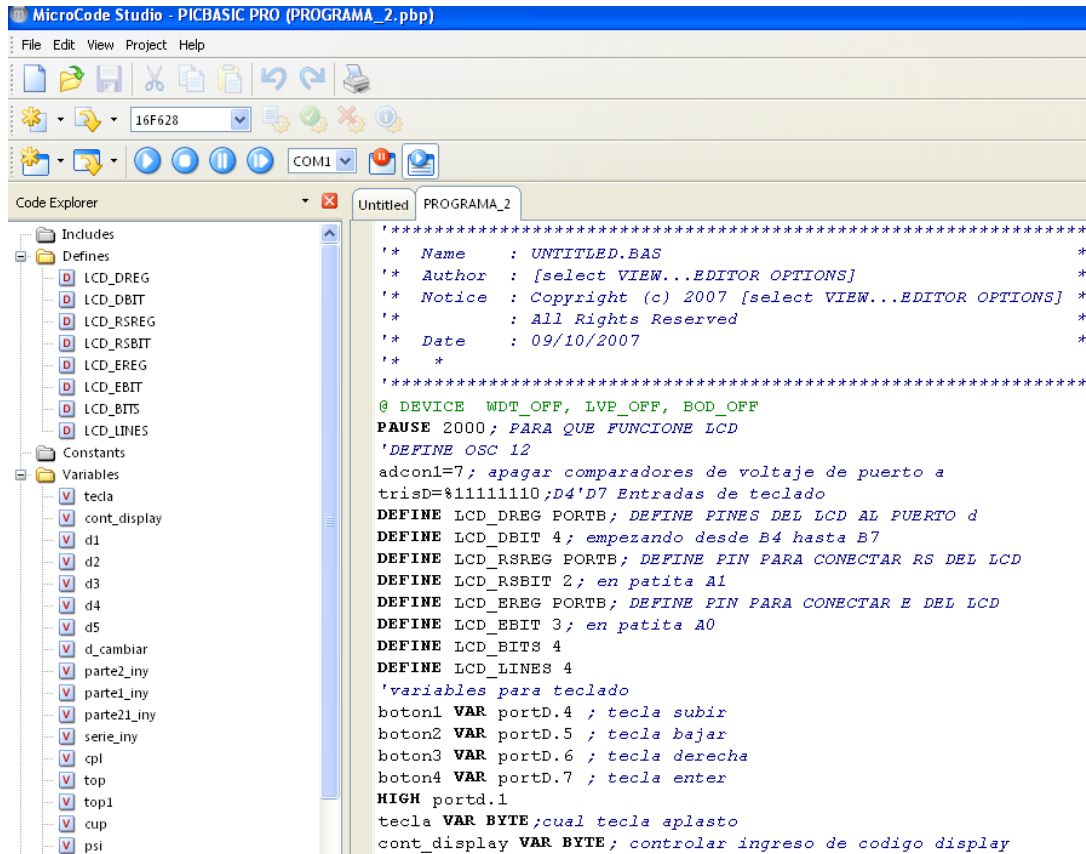 MicroCode Studio - PICBASIC PRO (PROGRAMA_2.pbp)
File Edit View Project Help
16F628
COM1
Code Explorer
Untitled PROGRAMA_2
Includes
Defines
LCD_DREG
LCD_DBIT
LCD_RSREG
LCD_RSBIT
LCD_EREG
LCD_EBIT
LCD_BITS
LCD_LINES
Constants
Variables
tecla
cont_display
d1
d2
d3
d4
d5
d_cambiar
parte2_iny
parte1_iny
parte21_iny
serie_iny
cpl
top
top1
cup
psi
'****************************************************************
'*  Name    : UNTITLED.BAS                                      *
'*  Author  : [select VIEW...EDITOR OPTIONS]                    *
'*  Notice  : Copyright (c) 2007 [select VIEW...EDITOR OPTIONS] *
'*          : All Rights Reserved                               *
'*  Date    : 09/10/2007                                        *
'*   *
'****************************************************************
@ DEVICE  WDT_OFF, LVP_OFF, BOD_OFF
PAUSE 2000; PARA QUE FUNCIONE LCD
'DEFINE OSC 12
adcon1=7; apagar comparadores de voltaje de puerto a
trisD=%11111110;D4'D7 Entradas de teclado
DEFINE LCD_DREG PORTB; DEFINE PINES DEL LCD AL PUERTO d
DEFINE LCD_DBIT 4; empezando desde B4 hasta B7
DEFINE LCD_RSREG PORTB; DEFINE PIN PARA CONECTAR RS DEL LCD
DEFINE LCD_RSBIT 2; en patita A1
DEFINE LCD_EREG PORTB; DEFINE PIN PARA CONECTAR E DEL LCD
DEFINE LCD_EBIT 3; en patita A0
DEFINE LCD_BITS 4
DEFINE LCD_LINES 4
'variables para teclado
boton1 VAR portD.4 ; tecla subir
boton2 VAR portD.5 ; tecla bajar
boton3 VAR portD.6 ; tecla derecha
boton4 VAR portD.7 ; tecla enter
HIGH portd.1
tecla VAR BYTE ;cual tecla aplasto
cont_display VAR BYTE; controlar ingreso de codigo display